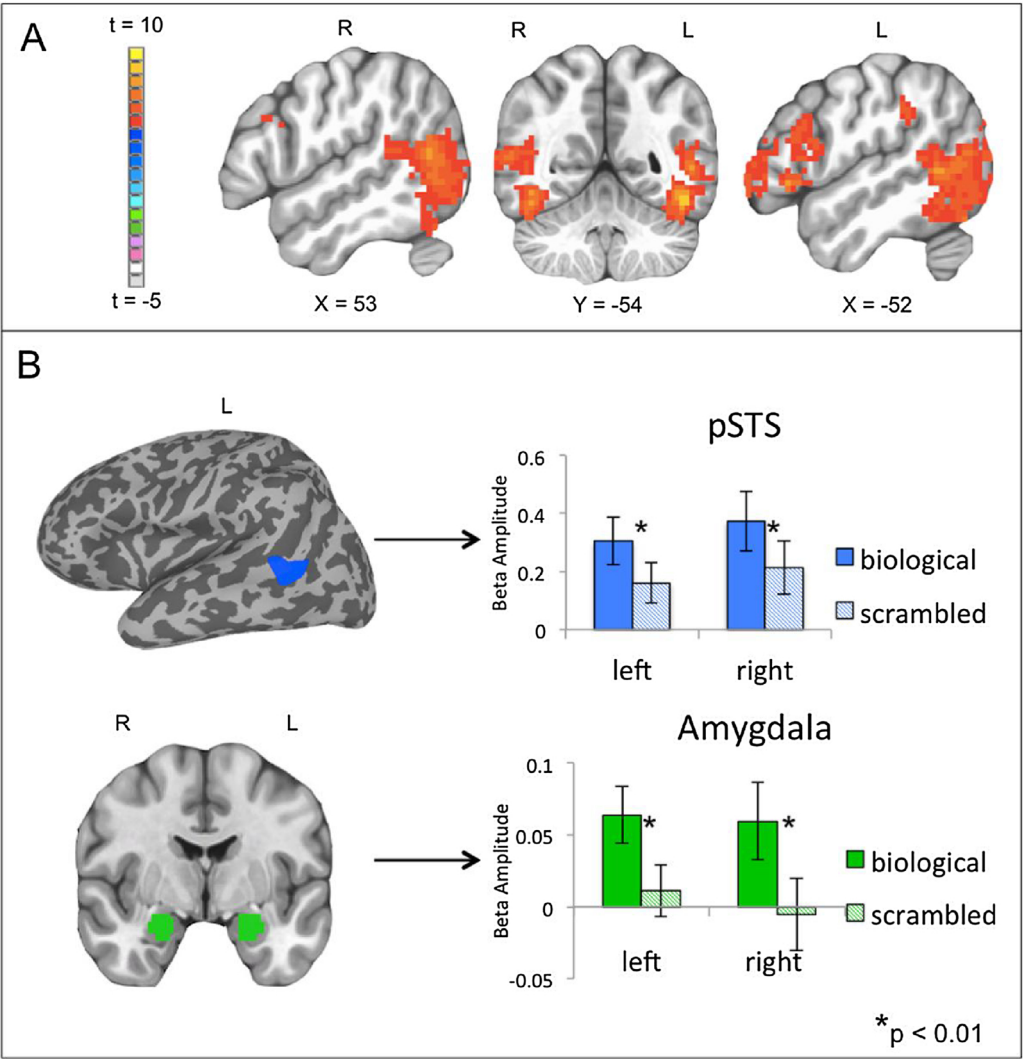 A
t = 10
R
R
L
L
t = -5
X = 53
Y = -54
X = -52
B
L
pSTS
Beta Amplitude
0.6
0.4
0.2
0
*
*
left
right
biological
scrambled
R
L
Amygdala
Beta Amplitude
0.1
0.05
0
-0.05
*
*
left
right
biological
scrambled
*p < 0.01